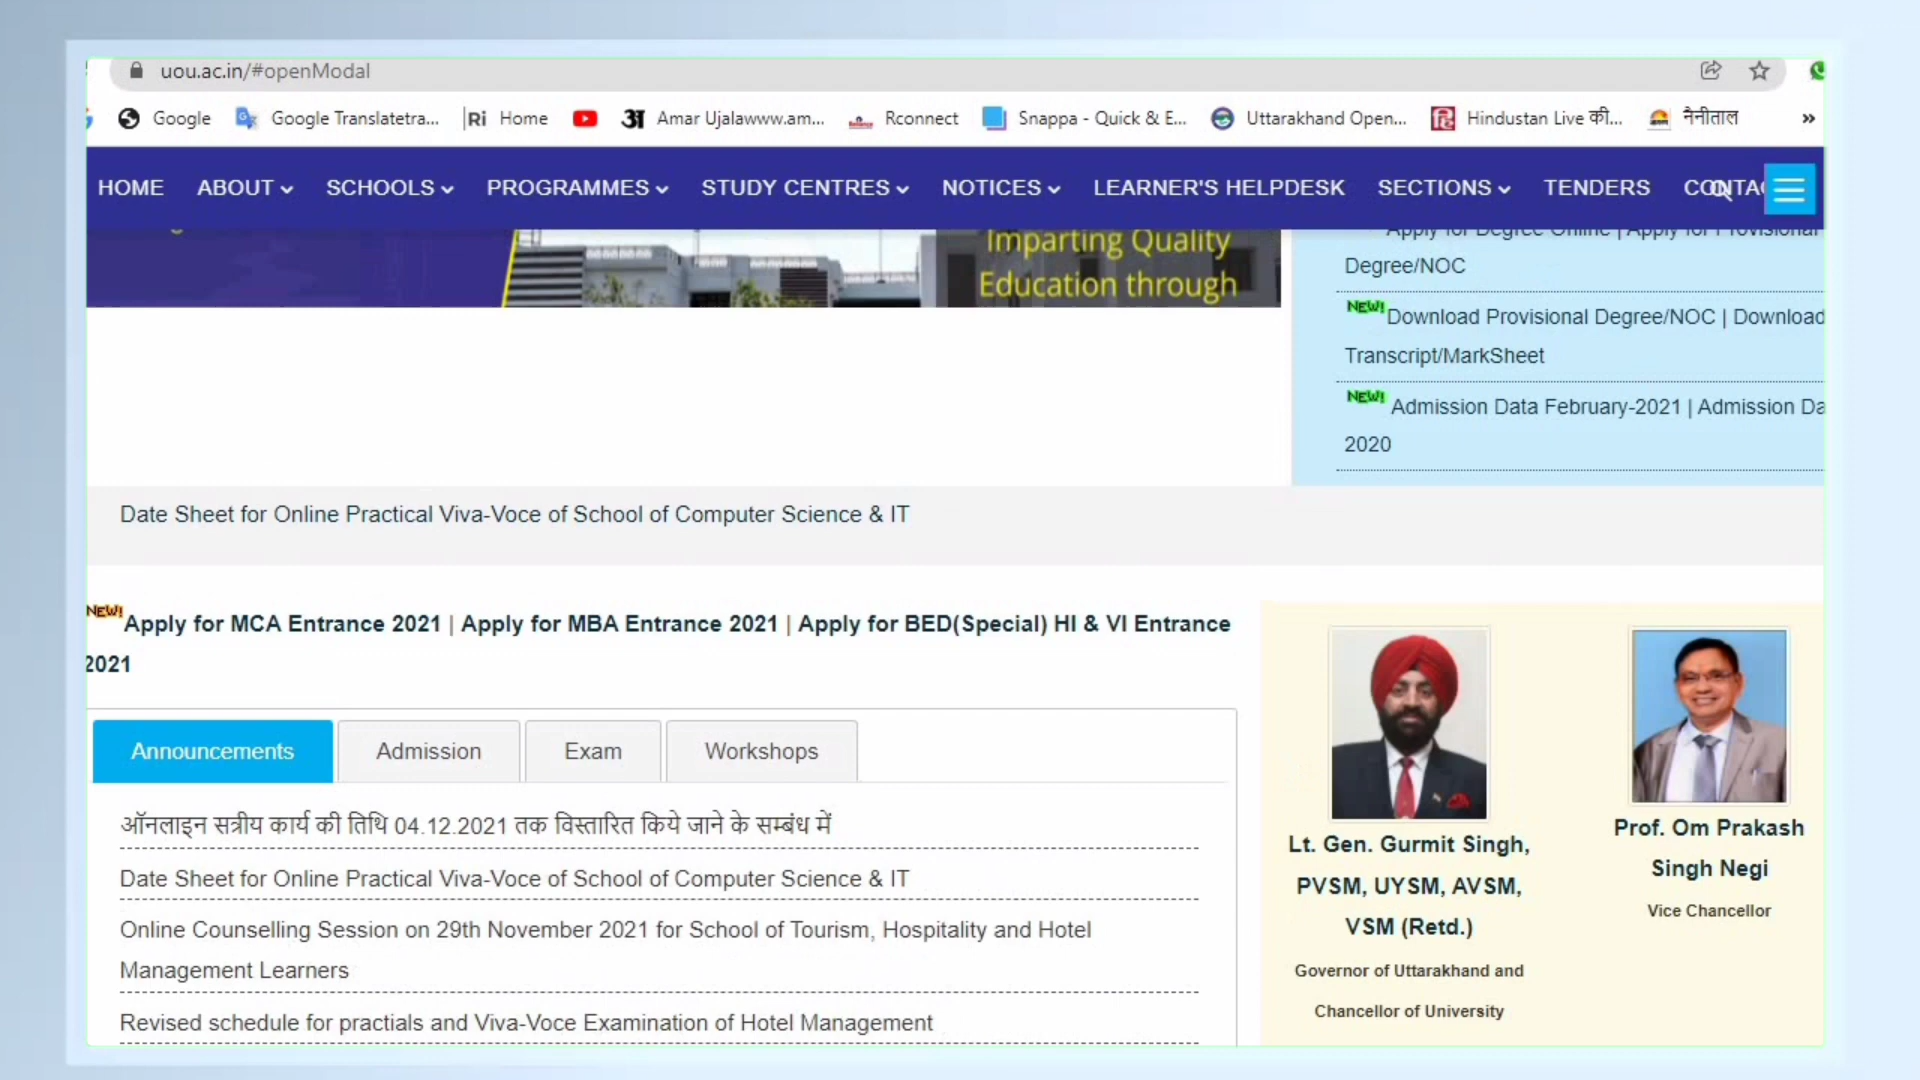 uou.ac.in/#openModal
Google
Google Translatetra...
Ri Home
अ Amar Ujalawww.am...
Rconnect
Snappa - Quick & E...
Uttarakhand Open...
हि Hindustan Live की...
नैनीताल
»
HOME ABOUT SCHOOLS PROGRAMMES STUDY CENTRES NOTICES LEARNER'S HELPDESK SECTIONS TENDERS CONTAC
Imparting Quality
Education through
Apply for Degree Online | Apply for Provisional
Degree/NOC
NEW! Download Provisional Degree/NOC | Download
Transcript/MarkSheet
NEW! Admission Data February-2021 | Admission Da
2020
Date Sheet for Online Practical Viva-Voce of School of Computer Science & IT
NEW! Apply for MCA Entrance 2021 | Apply for MBA Entrance 2021 | Apply for BED(Special) HI & VI Entrance
2021
Announcements Admission Exam Workshops
ऑनलाइन सत्रीय कार्य की तिथि 04.12.2021 तक विस्तारित किये जाने के सम्बंध में
Date Sheet for Online Practical Viva-Voce of School of Computer Science & IT
Online Counselling Session on 29th November 2021 for School of Tourism, Hospitality and Hotel
Management Learners
Revised schedule for practials and Viva-Voce Examination of Hotel Management
Lt. Gen. Gurmit Singh,
PVSM, UYSM, AVSM,
VSM (Retd.)
Governor of Uttarakhand and
Chancellor of University
Prof. Om Prakash
Singh Negi
Vice Chancellor